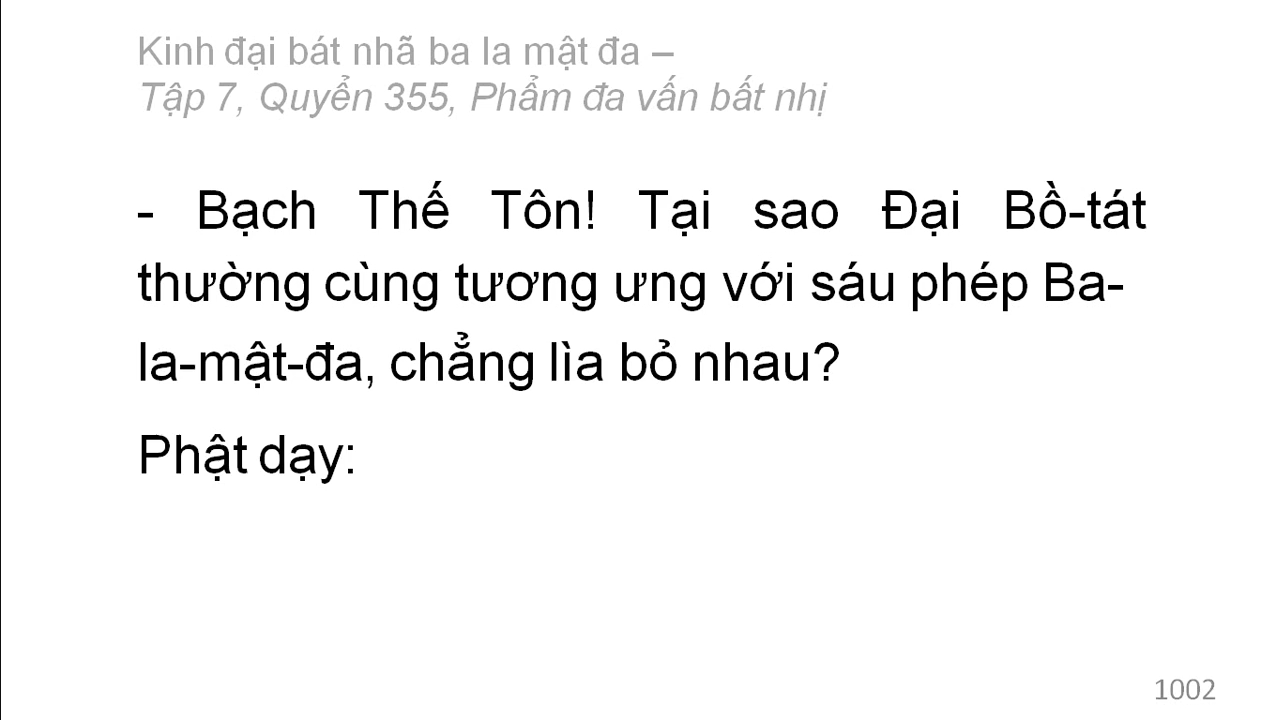 Kinh đại bát nhã ba la mật đa –
Tập 7, Quyển 355, Phẩm đa vấn bất nhị
- Bạch Thế Tôn! Tại sao Đại Bồ-tát
thường cùng tương ưng với sáu phép Ba-
la-mật-đa, chẳng lìa bỏ nhau?
Phật dạy:
1002